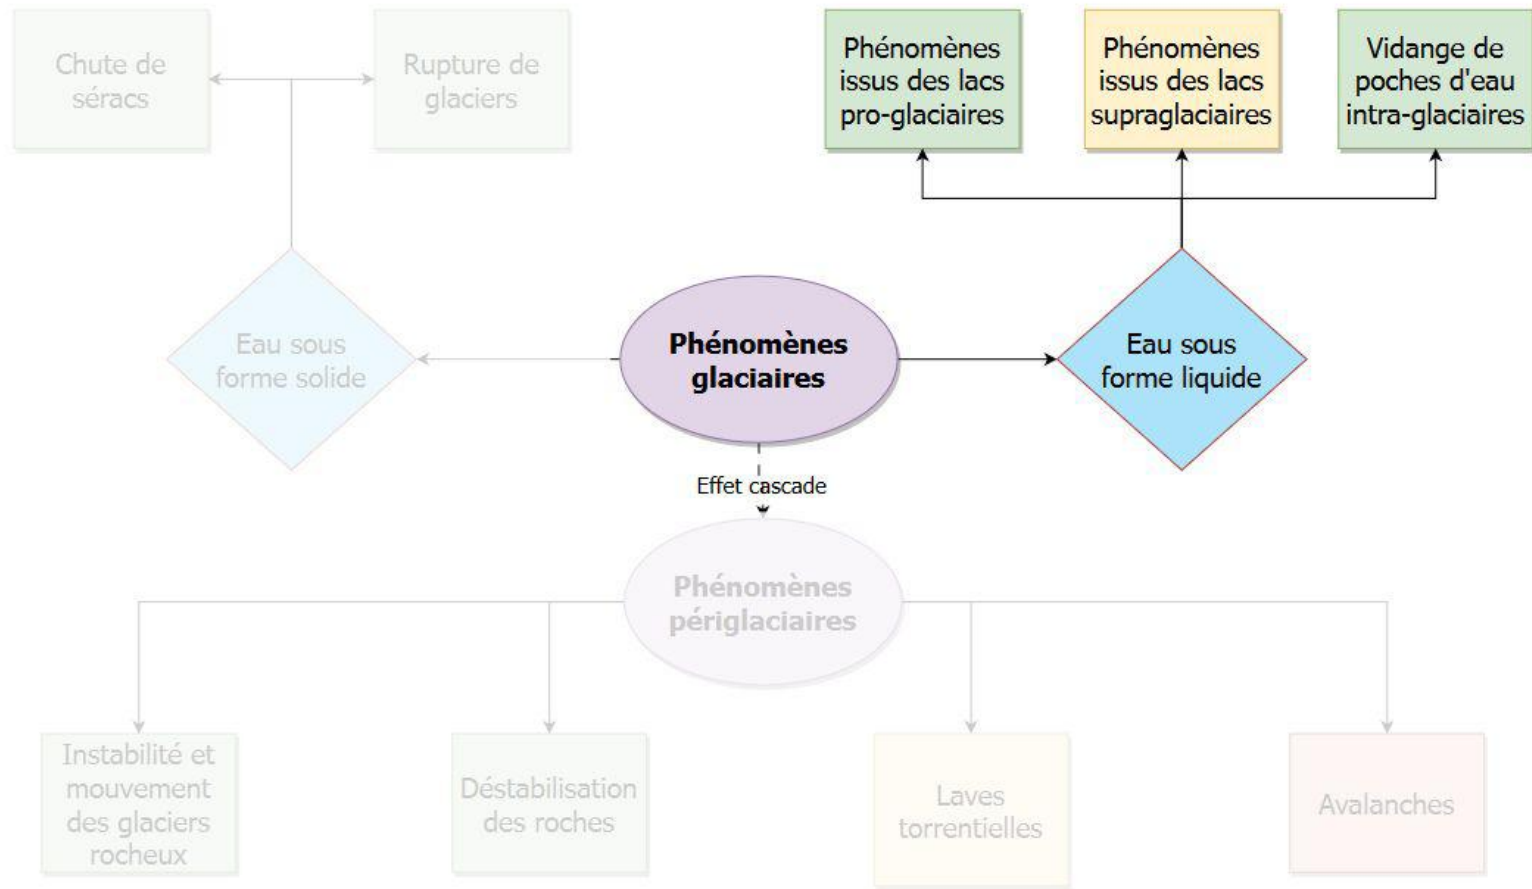 Chute de
séracs
Rupture de
glaciers
Phénomènes
issus des lacs
pro-glaciaires
Phénomènes
issus des lacs
supraglaciaires
Vidange de
poches d'eau
intra-glaciaires
Eau sous
forme solide
Phénomènes
glaciaires
Eau sous
forme liquide
Effet cascade
Phénomènes
périglaciaires
Instabilité et
mouvement
des glaciers
rocheux
Déstabilisation
des roches
Laves
torrentielles
Avalanches